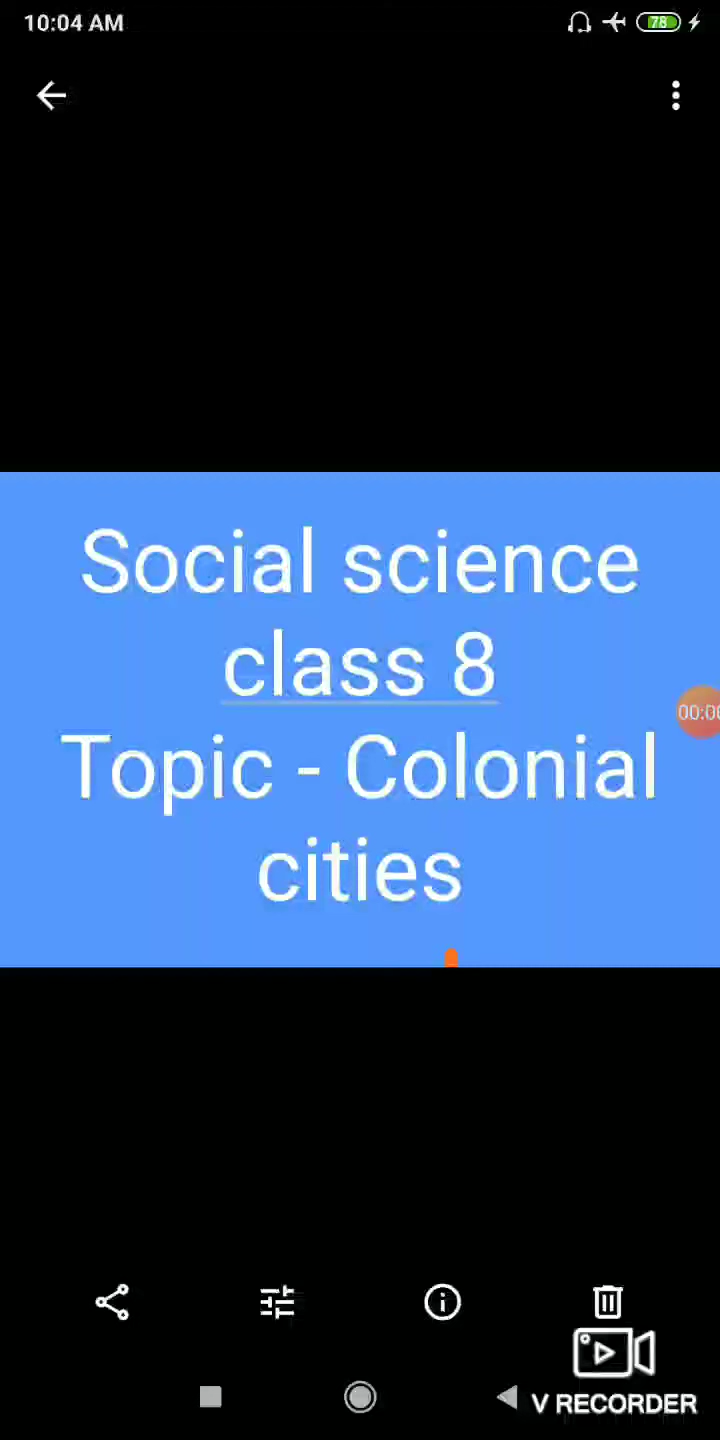 10:04 AM
78
Social science
class 8
00:00
Topic - Colonial
cities
V RECORDER